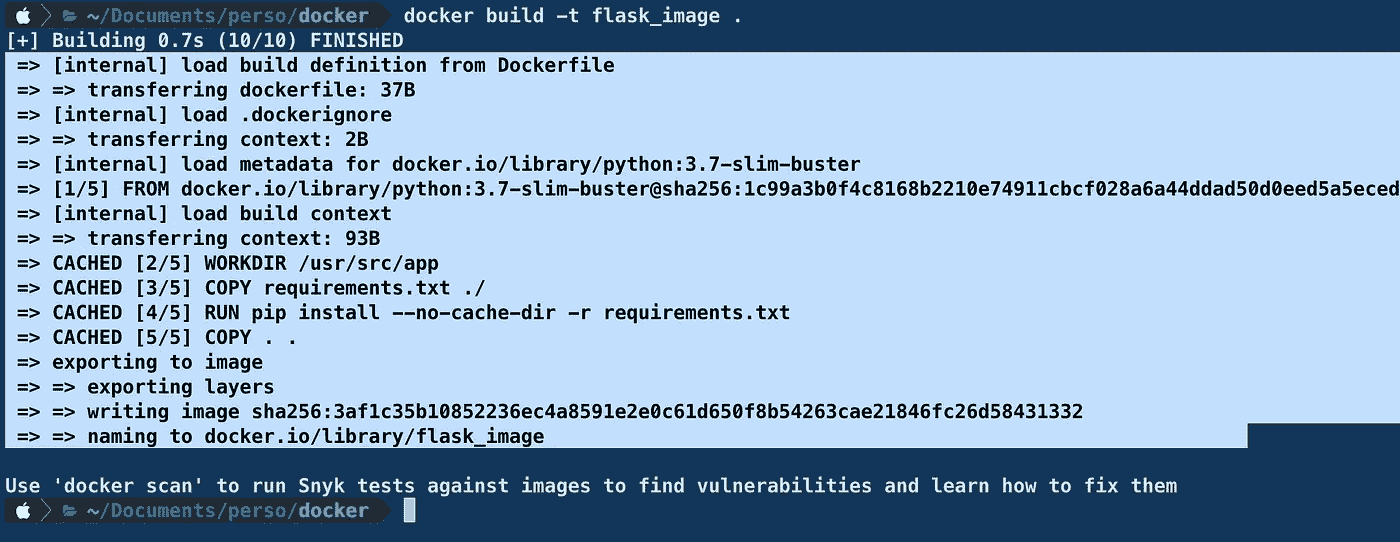 ~/Documents/perso/docker docker build -t flask_image .
[+] Building 0.7s (10/10) FINISHED
=> [internal] load build definition from Dockerfile
=> => transferring dockerfile: 37B
=> [internal] load .dockerignore
=> => transferring context: 2B
=> [internal] load metadata for docker.io/library/python:3.7-slim-buster
=> [1/5] FROM docker.io/library/python:3.7-slim-buster@sha256:1c99a3b0f4c8168b2210e74911cbcf028a6a44ddad50d0eed5a5eced
=> [internal] load build context
=> => transferring context: 93B
=> CACHED [2/5] WORKDIR /usr/src/app
=> CACHED [3/5] COPY requirements.txt ./
=> CACHED [4/5] RUN pip install --no-cache-dir -r requirements.txt
=> CACHED [5/5] COPY . .
=> exporting to image
=> => exporting layers
=> => writing image sha256:3af1c35b10852236ec4a8591e2e0c61d650f8b54263cae21846fc26d58431332
=> => naming to docker.io/library/flask_image
Use 'docker scan' to run Snyk tests against images to find vulnerabilities and learn how to fix them
~/Documents/perso/docker